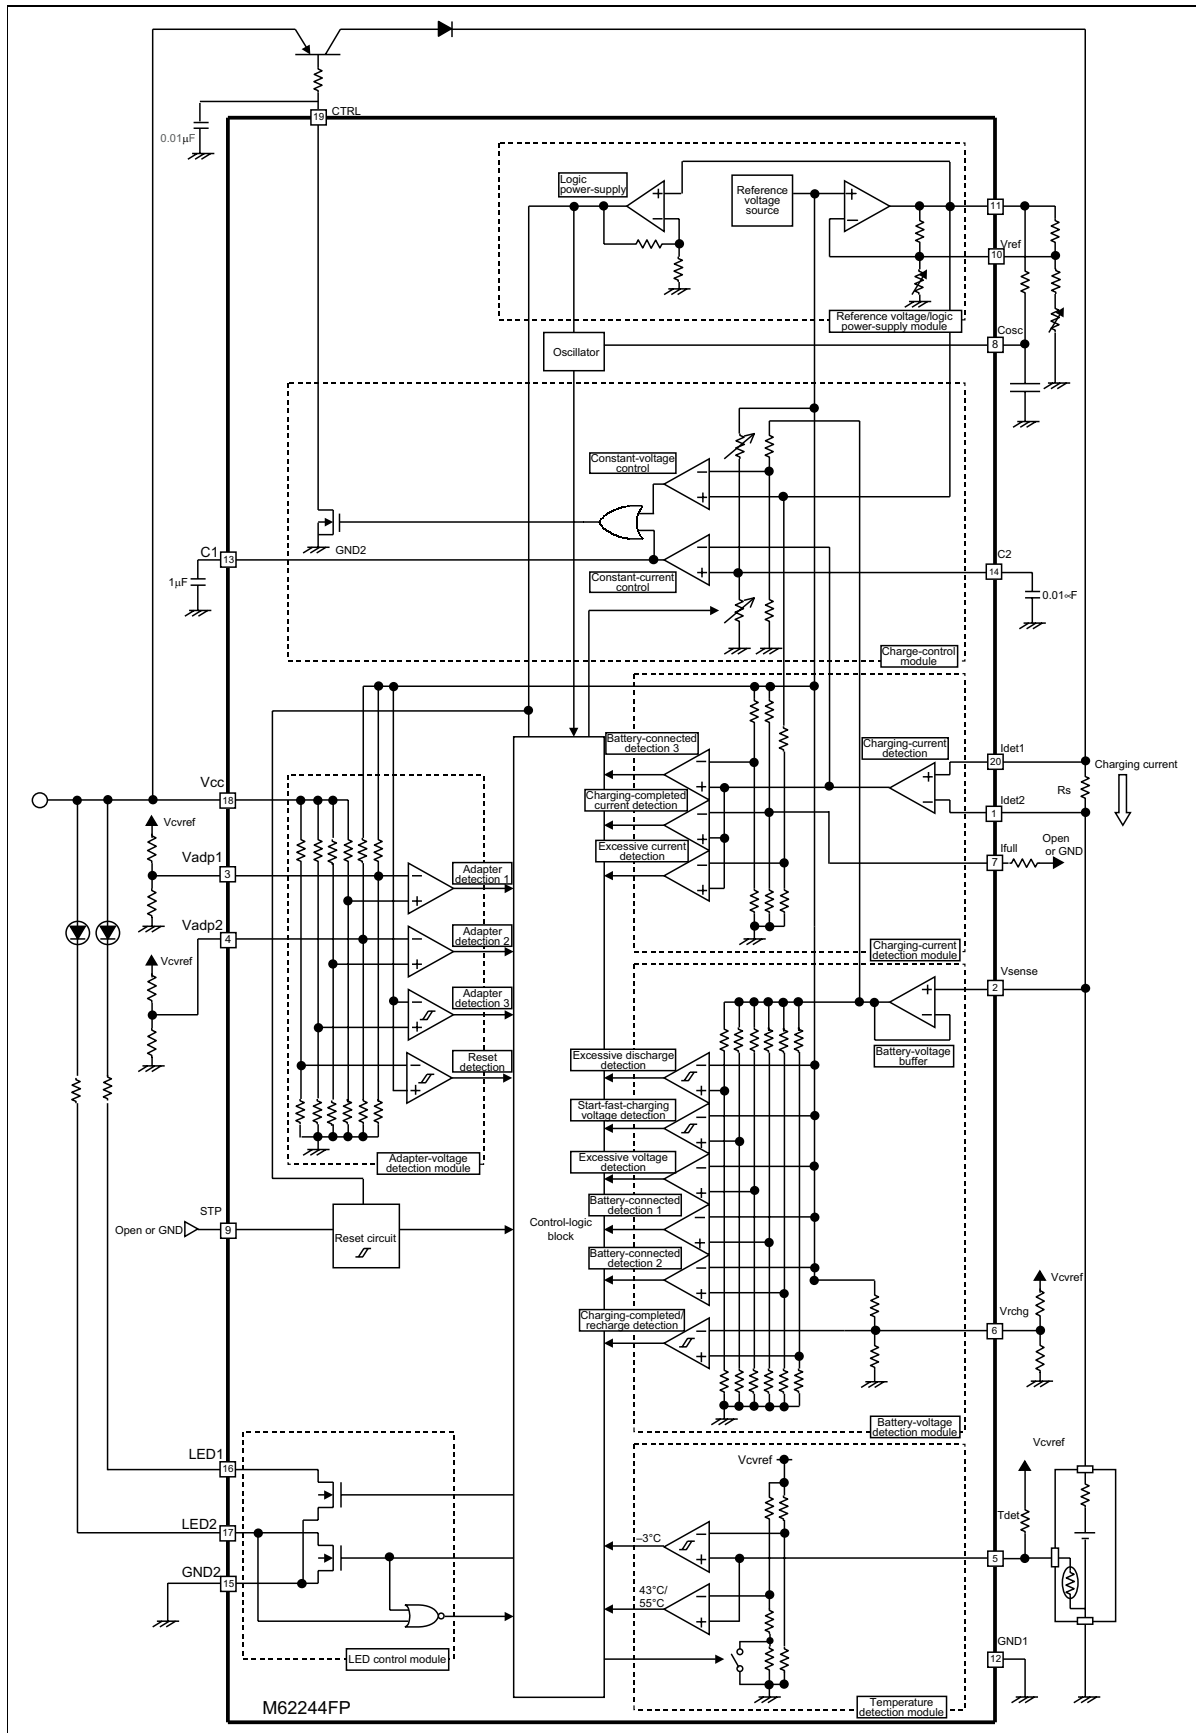 19
CTRL
0.01µF
Logic
power-supply
Reference
voltage
source
+
−
+
−
11
Vref
10
Reference voltage/logic
power-supply module
Cosc
8
Oscillator
Constant-voltage
control
−
+
GND2
C1
13
1µF
−
+
Constant-current
control
C2
14
0.01∝F
Charge-control
module
Battery-connected
detection 3
−
+
Charging-completed
current detection
−
+
Excessive current
detection
−
+
Charging-current
detection
+
−
Idet1
20
Rs
Charging current
Idet2
1
Ifull
7
Open
or GND
Charging-current
detection module
Vcc
18
Vcvref
Vadp1
3
Vadp2
4
Vcvref
−
+
Adapter
detection 1
−
+
Adapter
detection 2
−
+
Adapter
detection 3
−
+
Reset
detection
Adapter-voltage
detection module
Vsense
2
+
−
Battery-voltage
buffer
Excessive discharge
detection
−
+
Start-fast-charging
voltage detection
−
+
Excessive voltage
detection
−
+
Battery-connected
detection 1
−
+
Battery-connected
detection 2
−
+
Charging-completed/
recharge detection
−
+
STP
Open or GND
9
Reset circuit
Control-logic
block
Vcvref
Vrchg
6
Battery-voltage
detection module
LED1
16
LED2
17
GND2
15
LED control module
Vcvref
–3°C
−
+
43°C/
55°C
−
+
Vcvref
Tdet
5
GND1
12
Temperature
detection module
M62244FP